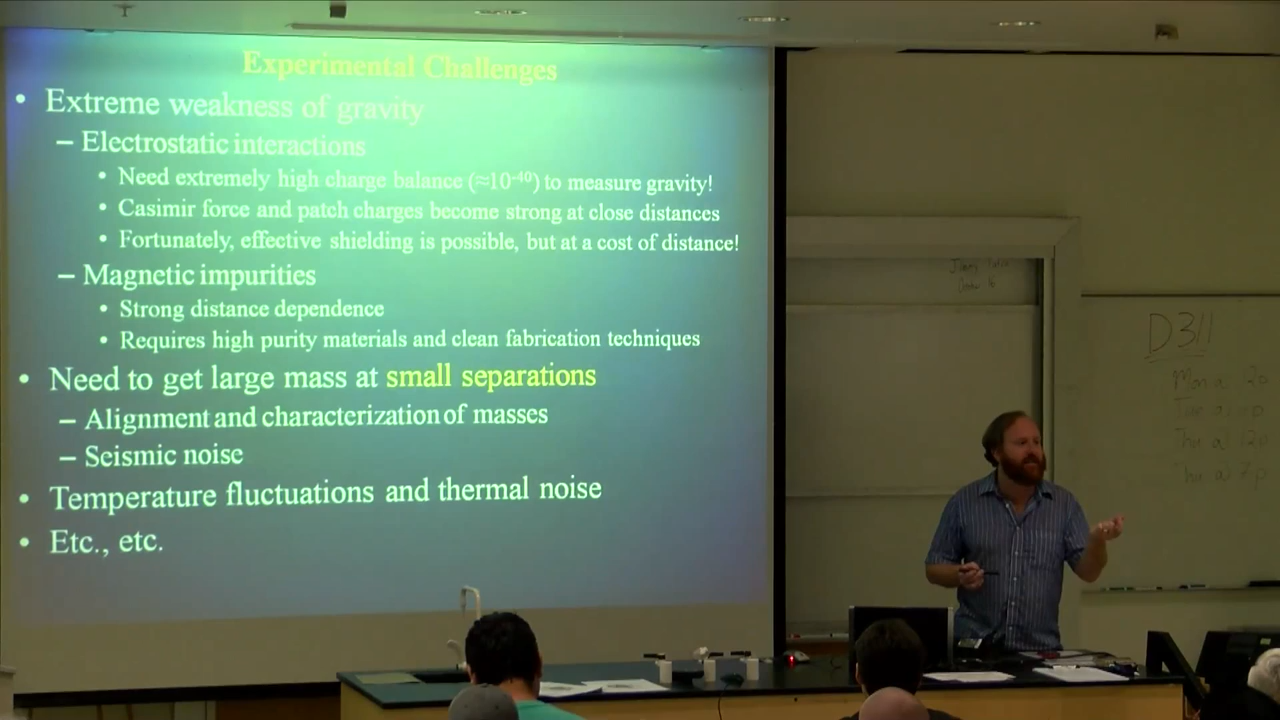 Experimental Challenges
• Extreme weakness of gravity
– Electrostatic interactions
• Need extremely high charge balance (≈10⁻⁴⁰) to measure gravity!
• Casimir force and patch charges become strong at close distances
• Fortunately, effective shielding is possible, but at a cost of distance!
– Magnetic impurities
• Strong distance dependence
• Requires high purity materials and clean fabrication techniques
• Need to get large mass at small separations
– Alignment and characterization of masses
– Seismic noise
• Temperature fluctuations and thermal noise
• Etc., etc.
D311